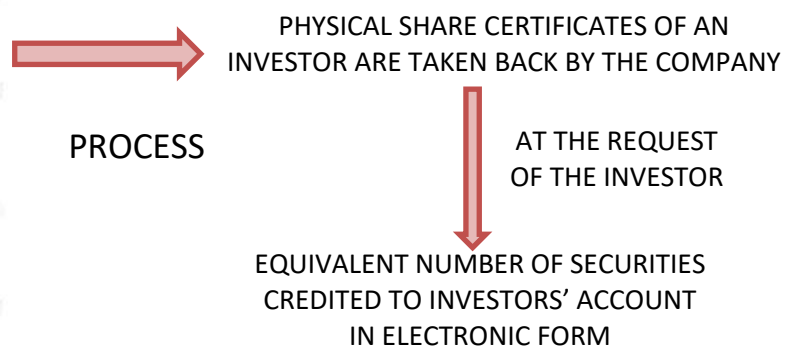 PHYSICAL SHARE CERTIFICATES OF AN
INVESTOR ARE TAKEN BACK BY THE COMPANY
PROCESS
AT THE REQUEST
OF THE INVESTOR
EQUIVALENT NUMBER OF SECURITIES
CREDITED TO INVESTORS’ ACCOUNT
IN ELECTRONIC FORM